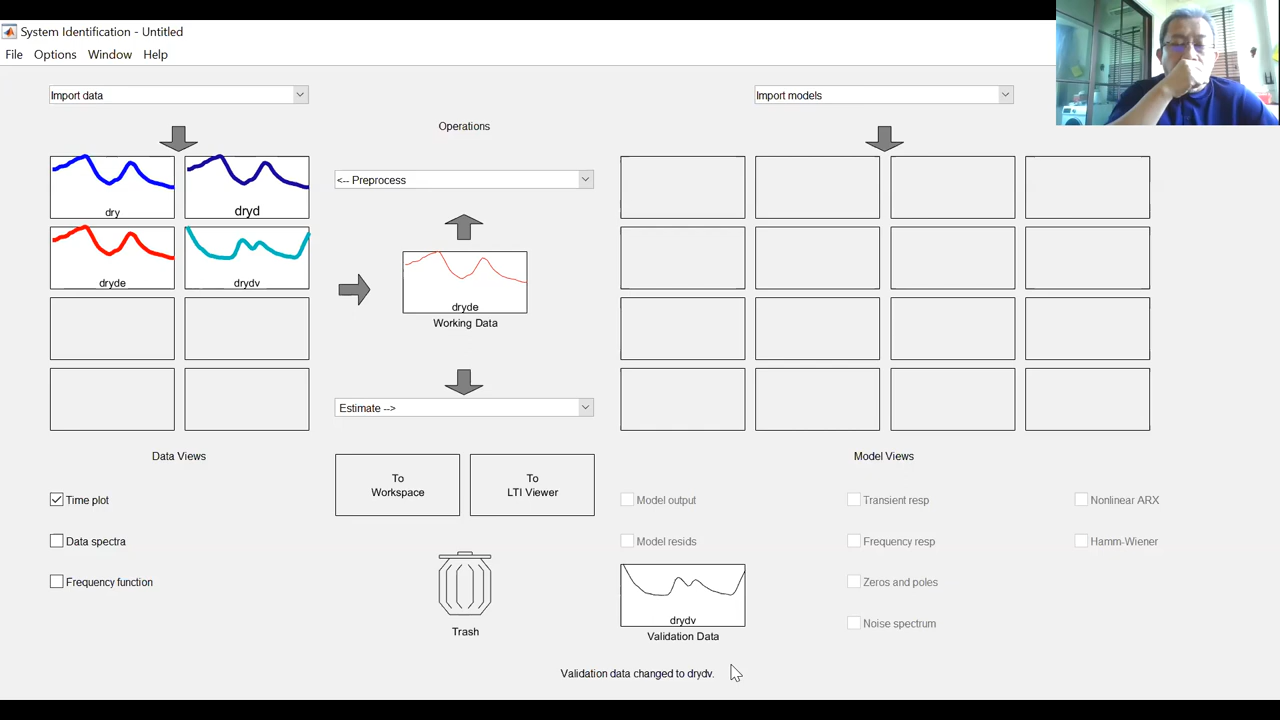 System Identification - Untitled
File Options Window Help
Import data
Import models
Operations
<-- Preprocess
dry
dryd
dryde
drydv
dryde
Working Data
Estimate -->
Data Views
Model Views
To
Workspace
To
LTI Viewer
Time plot
Data spectra
Frequency function
Model output
Transient resp
Nonlinear ARX
Model resids
Frequency resp
Hamm-Wiener
Zeros and poles
Noise spectrum
drydv
Validation Data
Trash
Validation data changed to drydv.